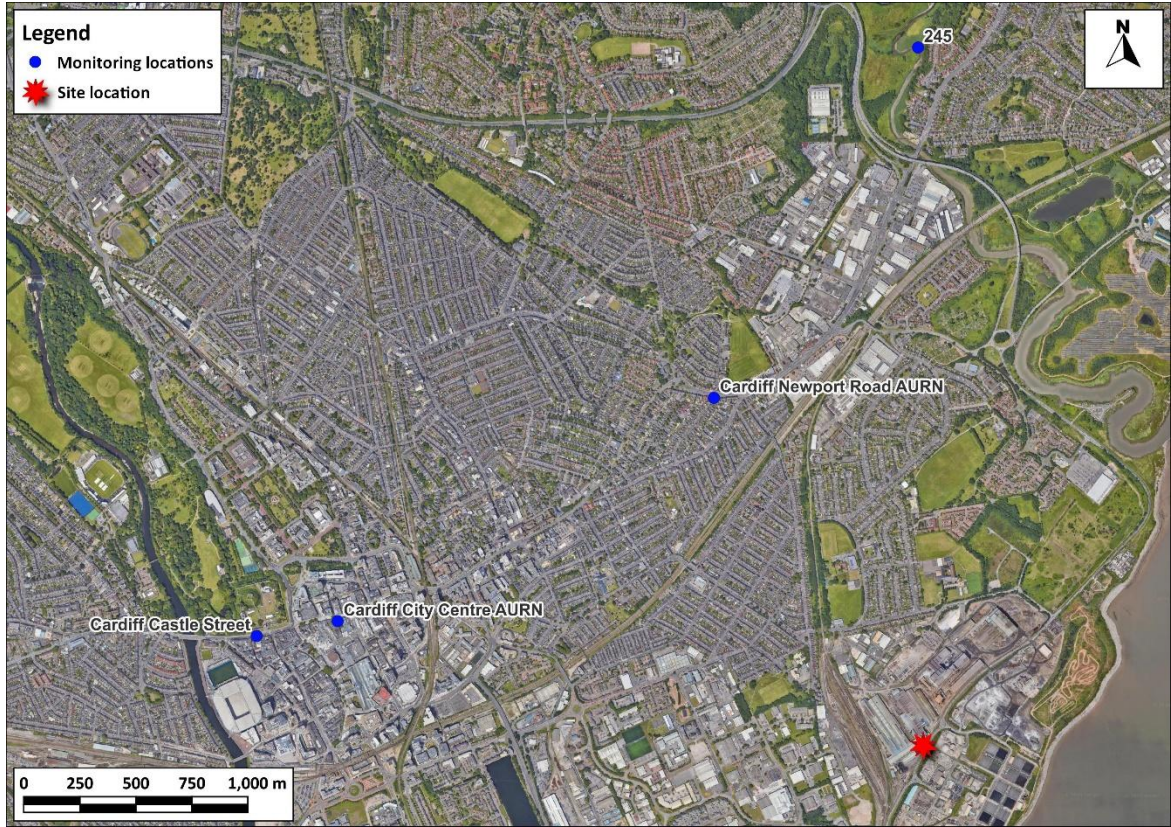 Legend
Monitoring locations
Site location
N
245
Cardiff Newport Road AURN
Cardiff City Centre AURN
Cardiff Castle Street
0 250 500 750 1,000 m